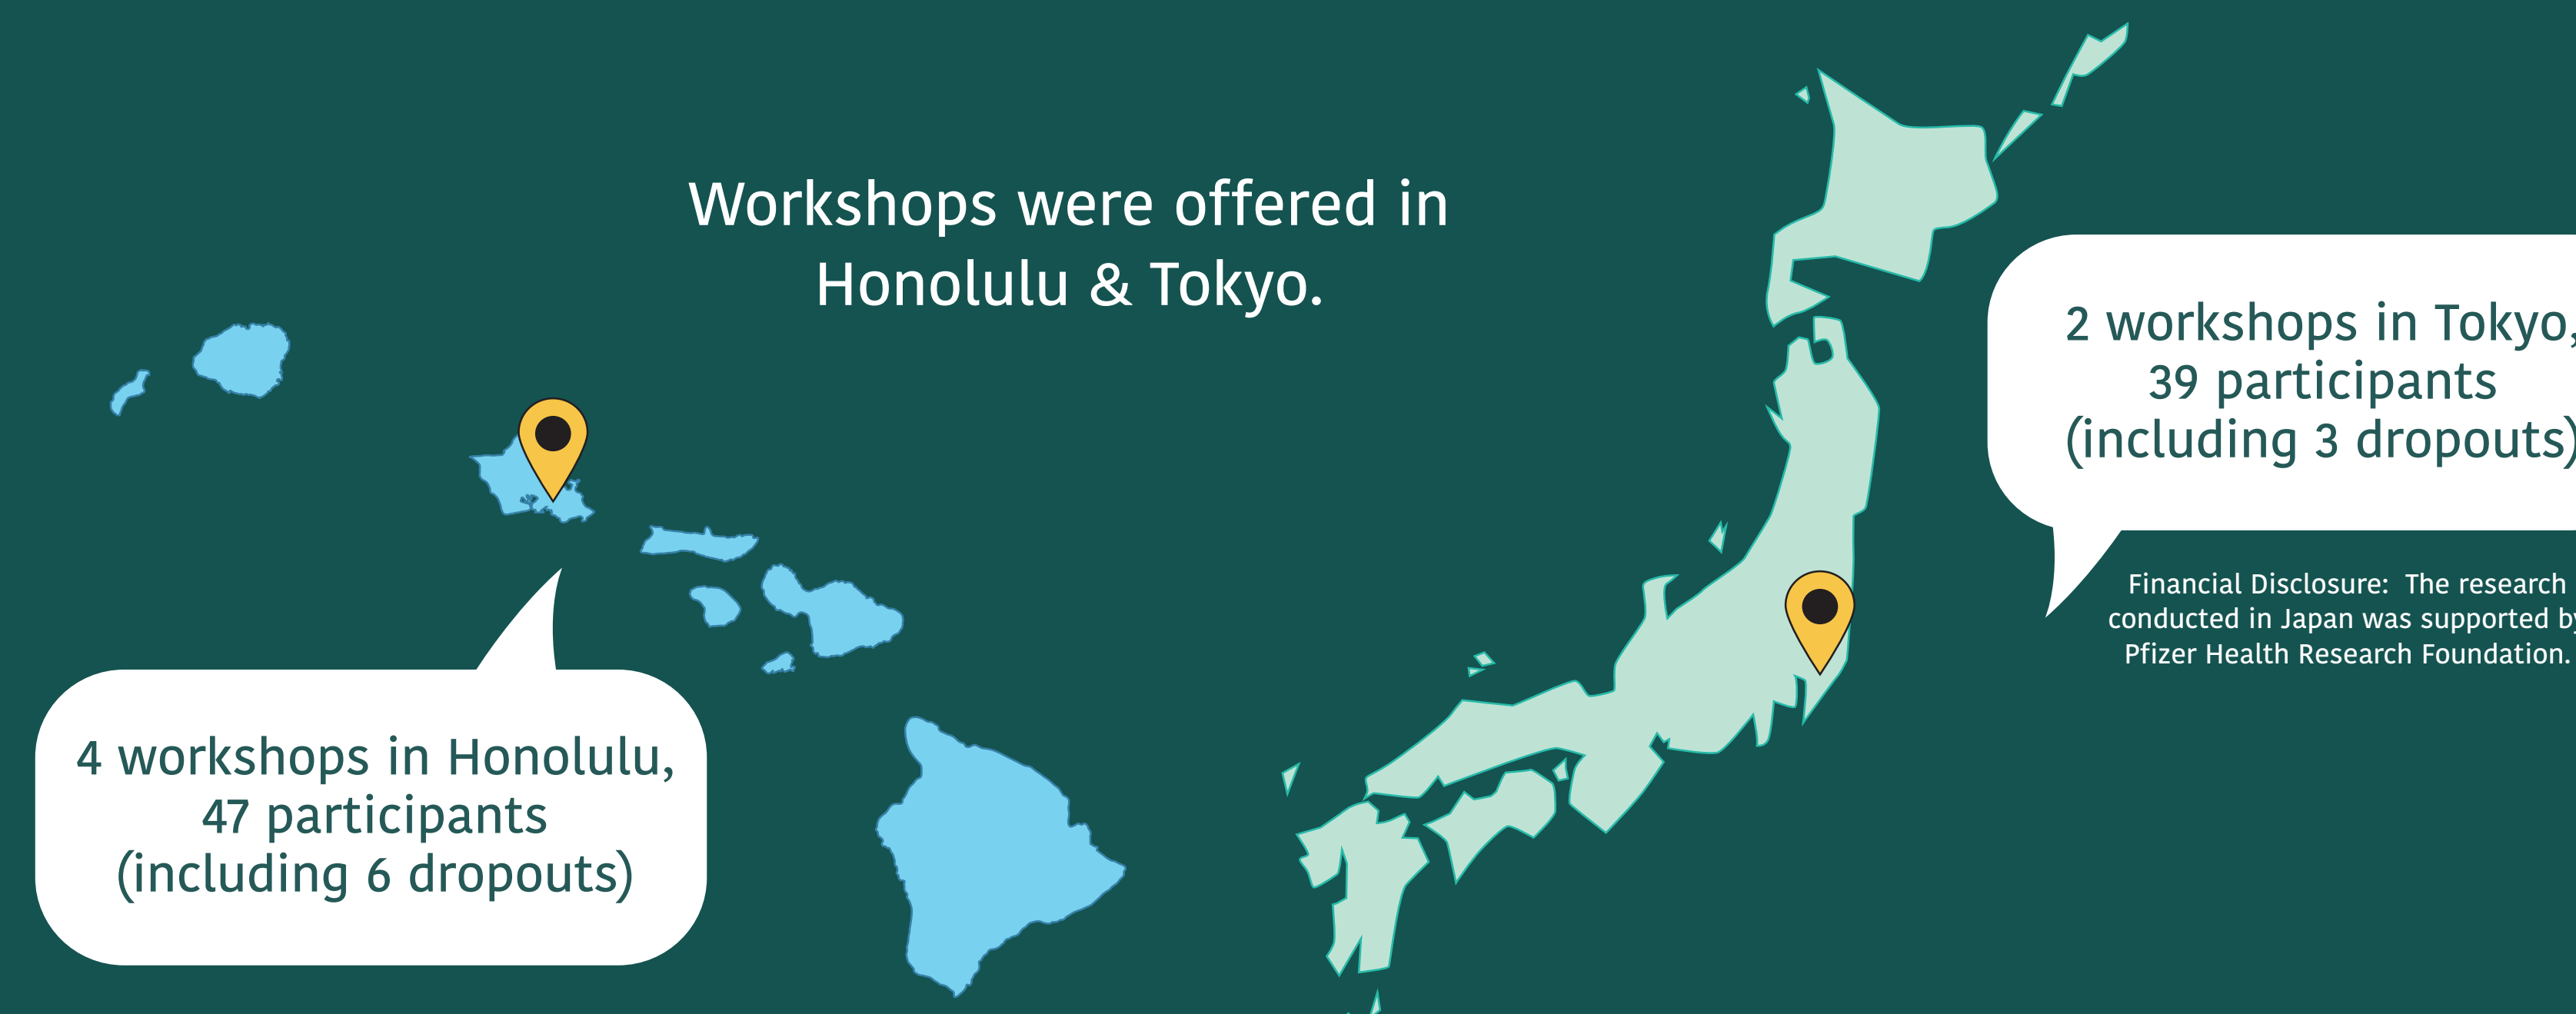 Workshops were offered in
Honolulu & Tokyo.
2 workshops in Tokyo,
39 participants
(including 3 dropouts)
Financial Disclosure: The research
conducted in Japan was supported by
Pfizer Health Research Foundation.
4 workshops in Honolulu,
47 participants
(including 6 dropouts)